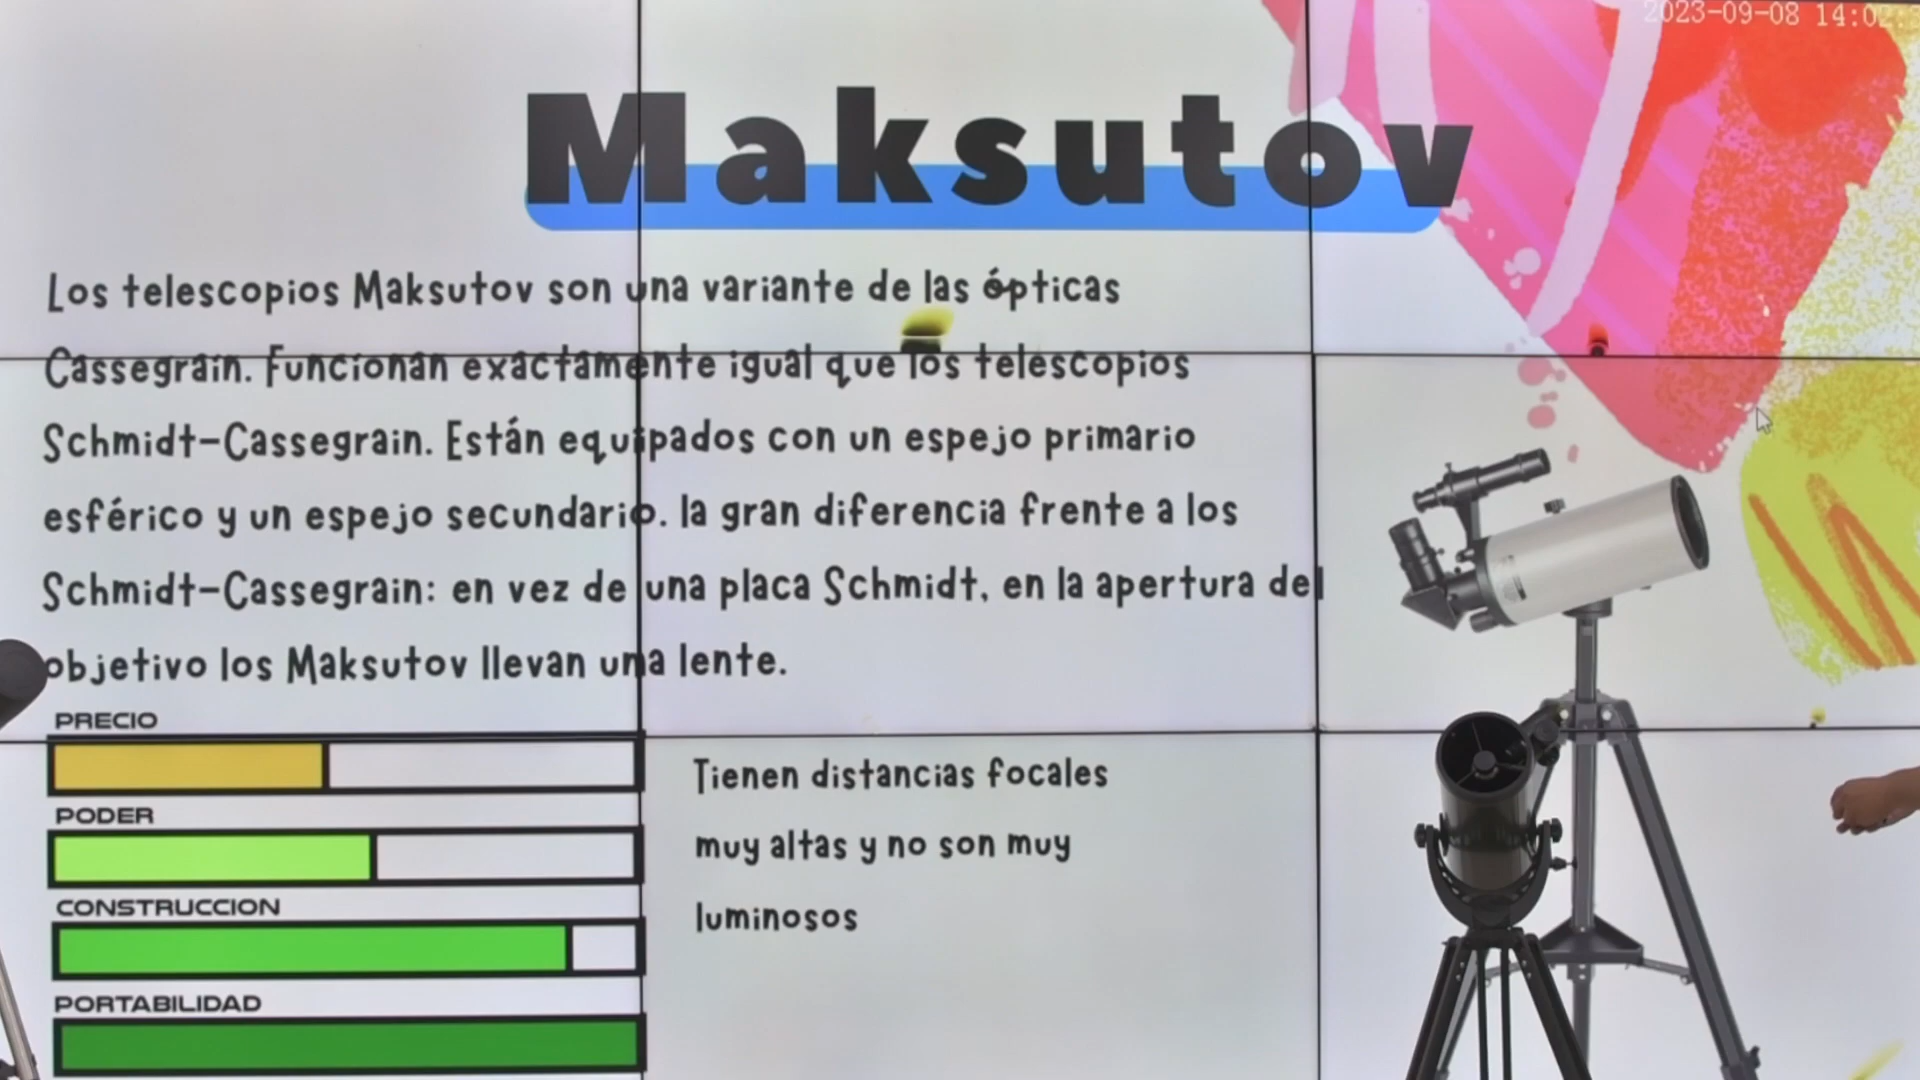 2023-09-08 14:02:
Maksutov
Los telescopios Maksutov son una variante de las ópticas
Cassegrain. Funcionan exactamente igual que los telescopios
Schmidt-Cassegrain. Están equipados con un espejo primario
esférico y un espejo secundario. la gran diferencia frente a los
Schmidt-Cassegrain: en vez de una placa Schmidt, en la apertura del
objetivo los Maksutov llevan una lente.
PRECIO
PODER
CONSTRUCCION
PORTABILIDAD
Tienen distancias focales
muy altas y no son muy
luminosos